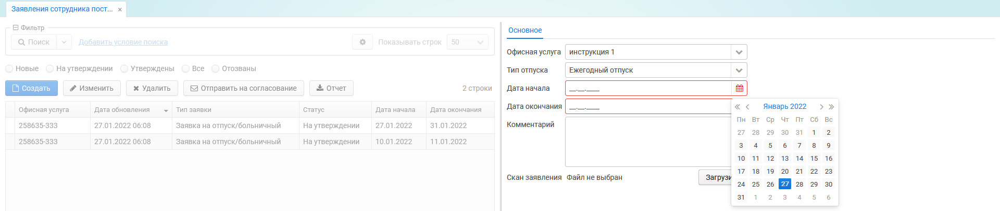 Заявления сотрудника пост... ×
Фильтр
Поиск Добавить условие поиска Показывать строк 50
Новые На утверждении Утверждены Все Отозваны
Создать Изменить Удалить Отправить на согласование Отчет 2 строки
Офисная услуга Дата обновления Тип заявки Статус Дата начала Дата окончания
258635-333 27.01.2022 06:08 Заявка на отпуск/больничный На утверждении 27.01.2022 31.01.2022
258635-333 27.01.2022 06:08 Заявка на отпуск/больничный На утверждении 10.01.2022 11.01.2022
Основное
Офисная услуга инструкция 1
Тип отпуска Ежегодный отпуск
Дата начала __.__.____
Дата окончания __.__.____
Комментарий
Скан заявления Файл не выбран Загрузи
Январь 2022
Пн Вт Ср Чт Пт Сб Вс
27 28 29 30 31 1 2
3 4 5 6 7 8 9
10 11 12 13 14 15 16
17 18 19 20 21 22 23
24 25 26 27 28 29 30
31 1 2 3 4 5 6